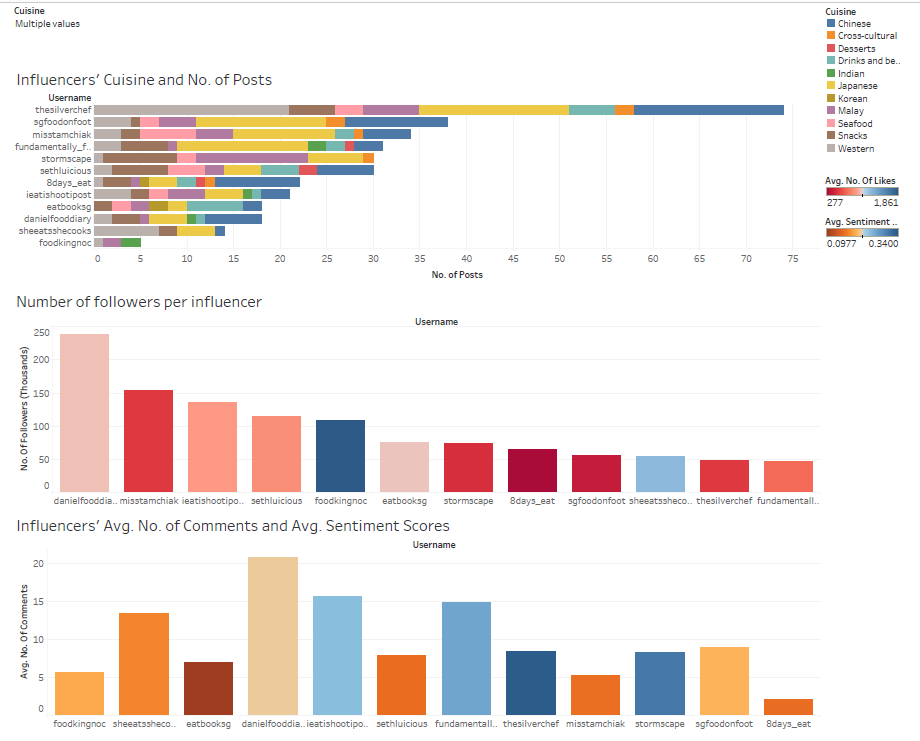 Cuisine
Multiple values
Influencers' Cuisine and No. of Posts
Username
thesilverchef
sgfoodonfoot
misstamchiak
fundamentally_f..
stormscape
sethluicious
8days_eat
ieatishootipost
eatbooksg
danielfooddiary
sheeatsshecooks
foodkingnoc
0 5 10 15 20 25 30 35 40 45 50 55 60 65 70 75
No. of Posts
Cuisine
Chinese
Cross-cultural
Desserts
Drinks and be..
Indian
Japanese
Korean
Malay
Seafood
Snacks
Western
Avg. No. Of Likes
277 1,861
Avg. Sentiment ..
0.0977 0.3400
Number of followers per influencer
Username
No. Of Followers (Thousands)
250
200
150
100
50
0
danielfooddia.. misstamchiak ieatishootipo.. sethluicious foodkingnoc eatbooksg stormscape 8days_eat sgfoodonfoot sheeatssheco.. thesilverchef fundamentall..
Influencers' Avg. No. of Comments and Avg. Sentiment Scores
Username
Avg. No. Of Comments
20
15
10
5
0
foodkingnoc sheeatssheco.. eatbooksg danielfooddia.. ieatishootipo.. sethluicious fundamentall.. thesilverchef misstamchiak stormscape sgfoodonfoot 8days_eat